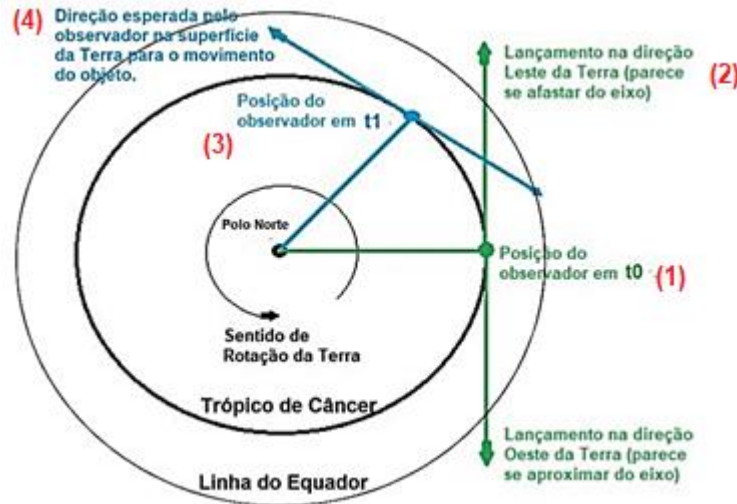 (4) Direção esperada pelo
observador na superfície
da Terra para o movimento
do objeto.
Lançamento na direção
Leste da Terra (parece
se afastar do eixo)
(2)
Posição do
observador em t1
(3)
Polo Norte
Posição do
observador em t0
(1)
Sentido de
Rotação da Terra
Trópico de Câncer
Lançamento na direção
Oeste da Terra (parece
se aproximar do eixo)
Linha do Equador